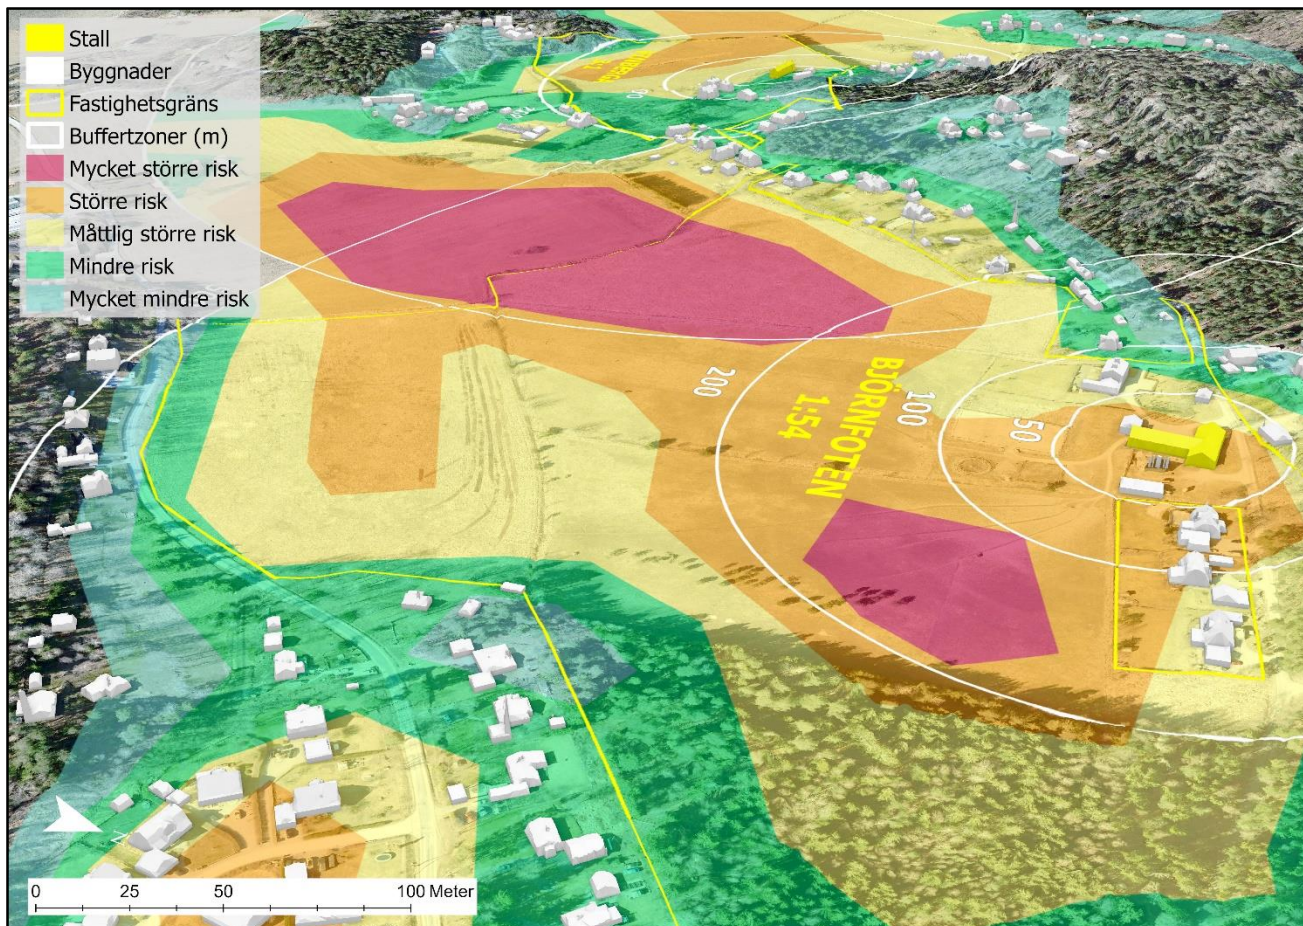 Stall
Byggnader
Fastighetsgräns
Buffertzoner (m)
Mycket större risk
Större risk
Måttlig större risk
Mindre risk
Mycket mindre risk
200
BJÖRNFOTEN
1:54
100
50
0 25 50 100 Meter